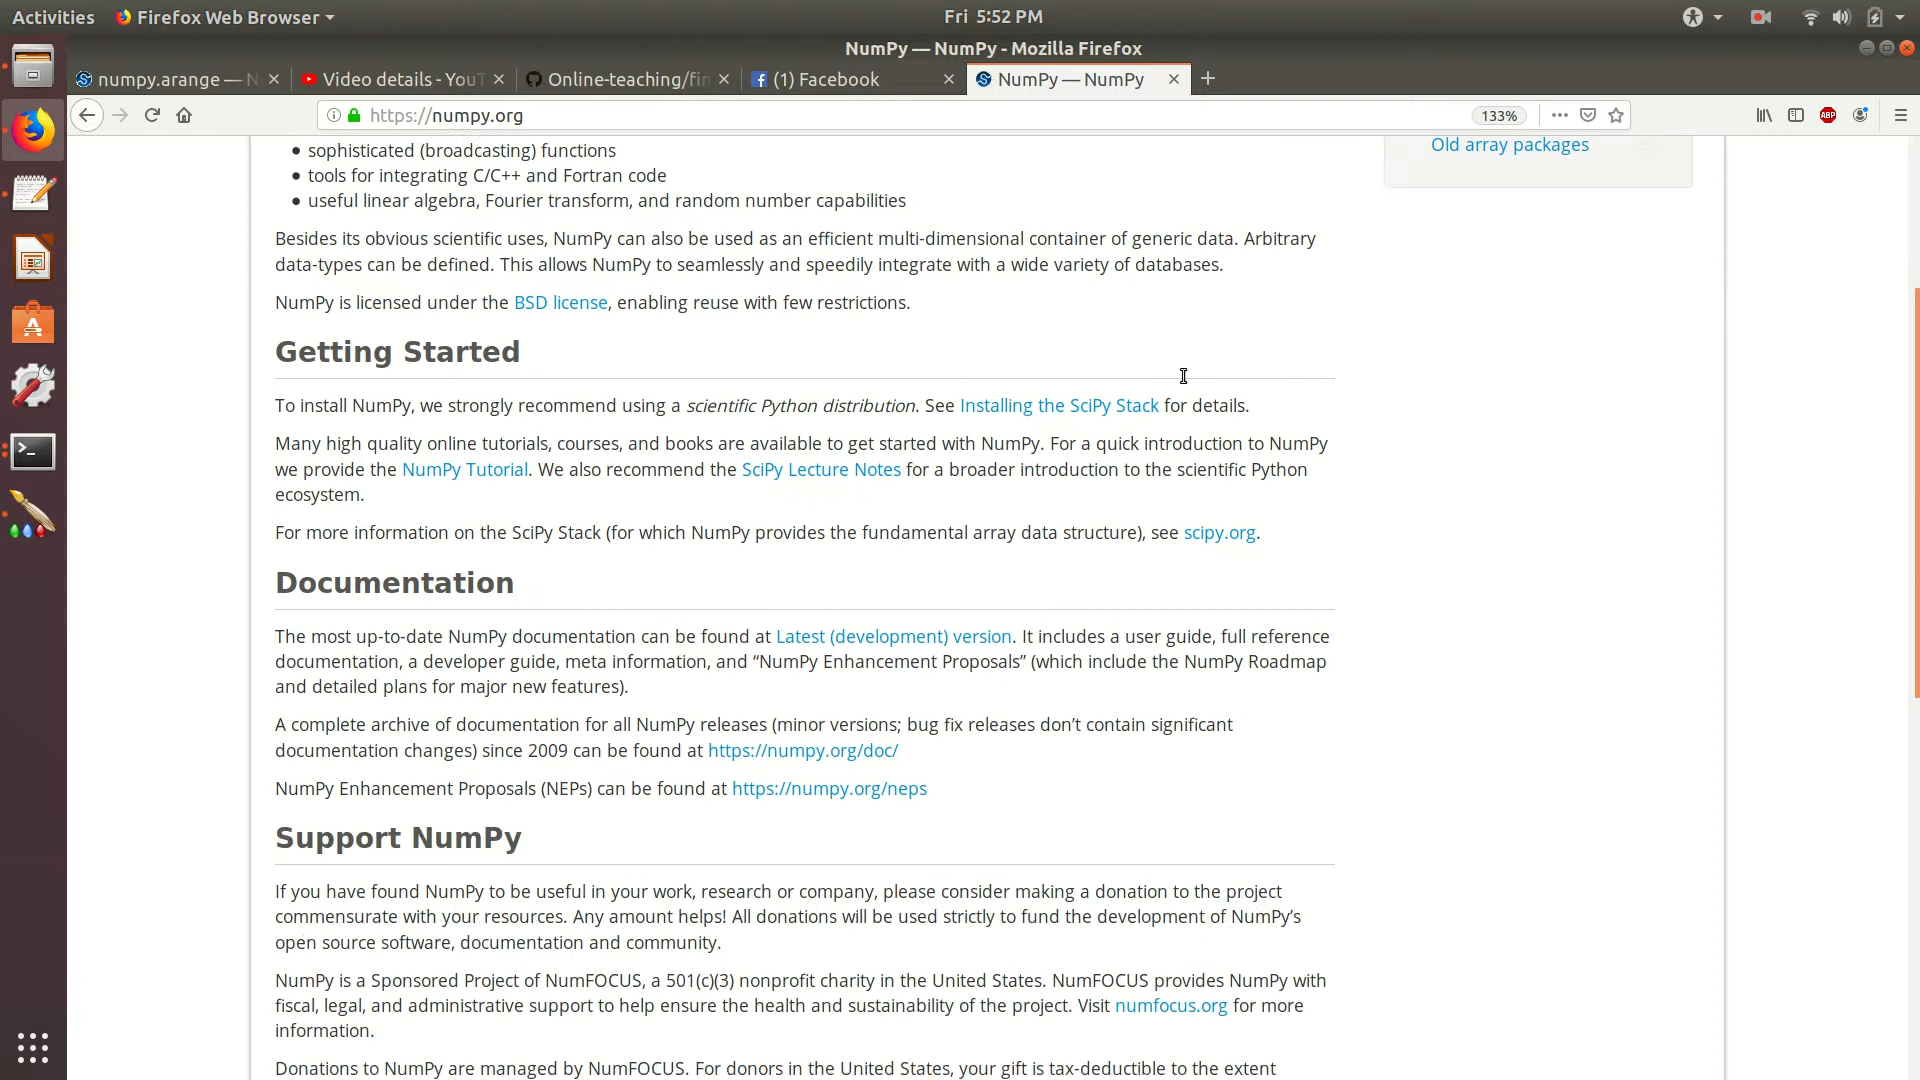 Activities
Firefox Web Browser
Fri 5:52 PM
NumPy — NumPy - Mozilla Firefox
numpy.arange — N
Video details - YouT
Online-teaching/fin
(1) Facebook
NumPy — NumPy
https://numpy.org
133%
ABP
sophisticated (broadcasting) functions
tools for integrating C/C++ and Fortran code
useful linear algebra, Fourier transform, and random number capabilities
Old array packages
Besides its obvious scientific uses, NumPy can also be used as an efficient multi-dimensional container of generic data. Arbitrary
data-types can be defined. This allows NumPy to seamlessly and speedily integrate with a wide variety of databases.
NumPy is licensed under the BSD license, enabling reuse with few restrictions.
Getting Started
To install NumPy, we strongly recommend using a scientific Python distribution. See Installing the SciPy Stack for details.
Many high quality online tutorials, courses, and books are available to get started with NumPy. For a quick introduction to NumPy
we provide the NumPy Tutorial. We also recommend the SciPy Lecture Notes for a broader introduction to the scientific Python
ecosystem.
For more information on the SciPy Stack (for which NumPy provides the fundamental array data structure), see scipy.org.
Documentation
The most up-to-date NumPy documentation can be found at Latest (development) version. It includes a user guide, full reference
documentation, a developer guide, meta information, and “NumPy Enhancement Proposals” (which include the NumPy Roadmap
and detailed plans for major new features).
A complete archive of documentation for all NumPy releases (minor versions; bug fix releases don’t contain significant
documentation changes) since 2009 can be found at https://numpy.org/doc/
NumPy Enhancement Proposals (NEPs) can be found at https://numpy.org/neps
Support NumPy
If you have found NumPy to be useful in your work, research or company, please consider making a donation to the project
commensurate with your resources. Any amount helps! All donations will be used strictly to fund the development of NumPy’s
open source software, documentation and community.
NumPy is a Sponsored Project of NumFOCUS, a 501(c)(3) nonprofit charity in the United States. NumFOCUS provides NumPy with
fiscal, legal, and administrative support to help ensure the health and sustainability of the project. Visit numfocus.org for more
information.
Donations to NumPy are managed by NumFOCUS. For donors in the United States, your gift is tax-deductible to the extent